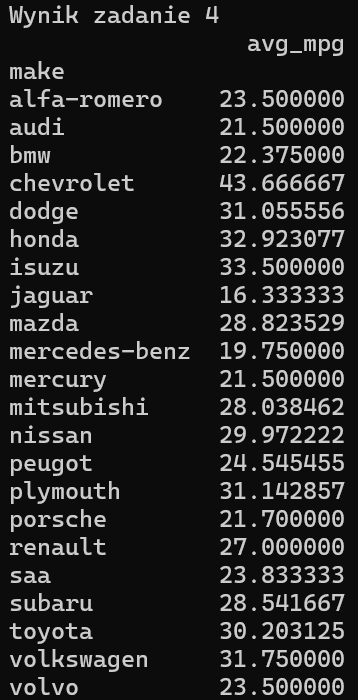 Wynik zadanie 4
avg_mpg
make
alfa-romero 23.500000
audi 21.500000
bmw 22.375000
chevrolet 43.666667
dodge 31.055556
honda 32.923077
isuzu 33.500000
jaguar 16.333333
mazda 28.823529
mercedes-benz 19.750000
mercury 21.500000
mitsubishi 28.038462
nissan 29.972222
peugot 24.545455
plymouth 31.142857
porsche 21.700000
renault 27.000000
saa 23.833333
subaru 28.541667
toyota 30.203125
volkswagen 31.750000
volvo 23.500000